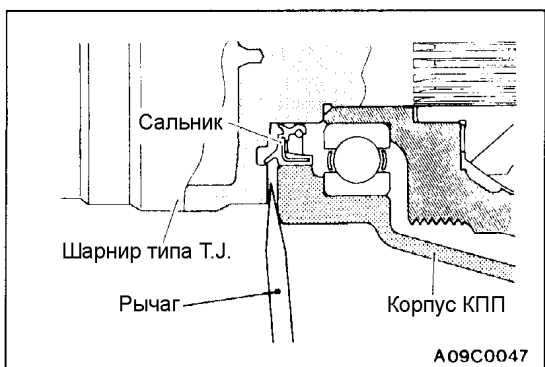 Сальник
Шарнир типа T.J.
Рычаг
Корпус КПП
A09C0047